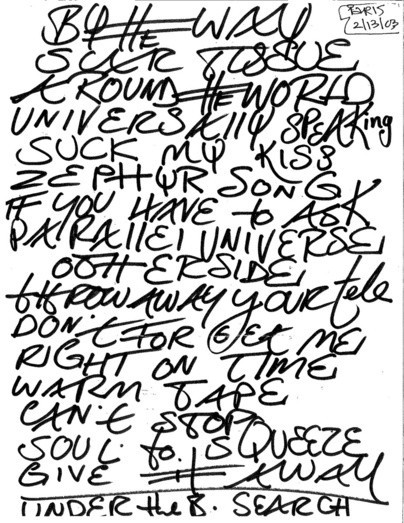 PARIS
2/13/03
BY THE WAY
SCAR TISSUE
AROUND THE WORLD
UNIVERSALLY SPEAKing
SUCK MY KISS
ZEPHYR SONG
IF YOU HAVE to ASK
PARALLEL UNIVERSE
OOTHERSIDE
tHROW AWAY YOUR tele
DON'T FORGET ME
RIGHT ON TIME
WARM TAPE
CAN'T STOP
SOUL to SQUEEZE
GIVE IT AWAY
UNDER the B. SEARCH